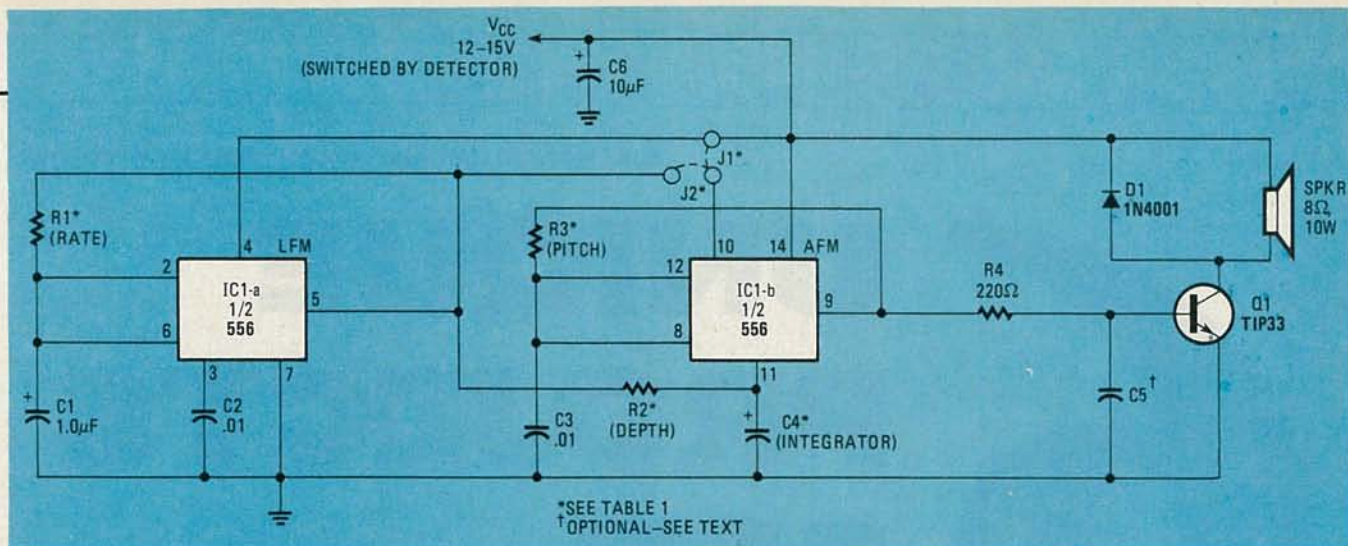 VCC
12–15V
(SWITCHED BY DETECTOR)
+
C6
10µF
J1*
J2*
R1*
(RATE)
4
LFM
2
IC1-a
1/2
556
5
6
3
7
+
C1
1.0µF
C2
.01
R3*
(PITCH)
10
14
AFM
12
IC1-b
1/2
556
9
8
11
R2*
(DEPTH)
C3
.01
+
C4*
(INTEGRATOR)
R4
220Ω
C5†
D1
1N4001
SPKR
8Ω,
10W
Q1
TIP33
*SEE TABLE 1
†OPTIONAL–SEE TEXT